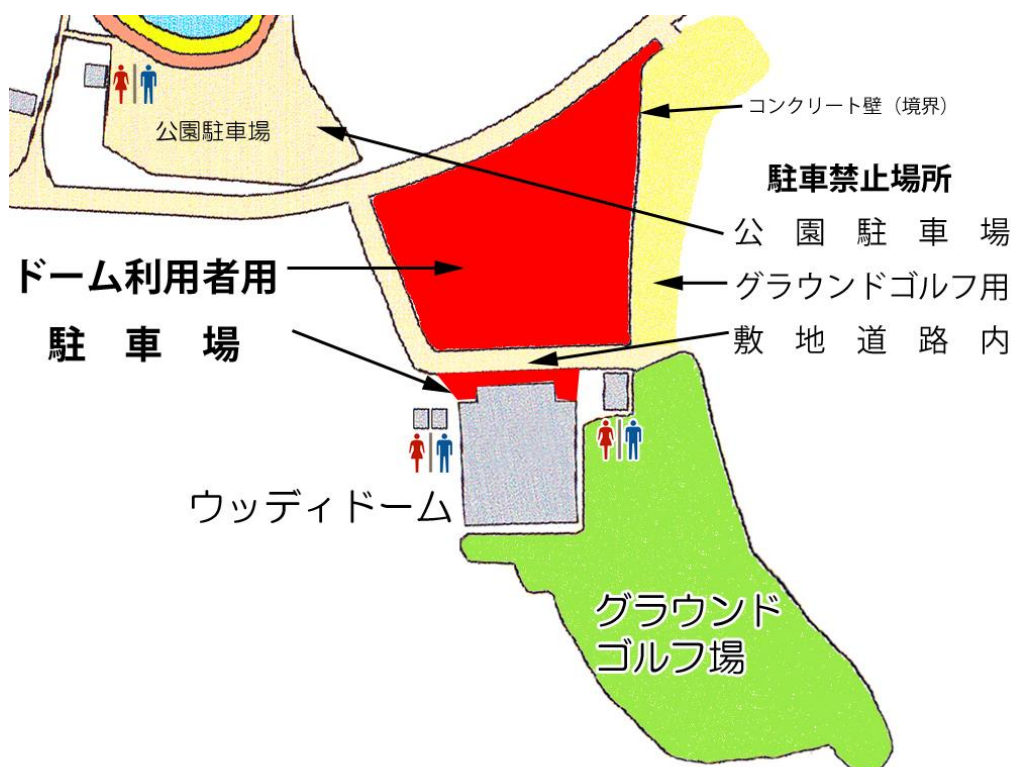 公園駐車場
コンクリート壁（境界）
駐車禁止場所
公園駐車場
グラウンドゴルフ用
敷地道路内
ドーム利用者用
駐車場
ウッディドーム
グラウンド
ゴルフ場